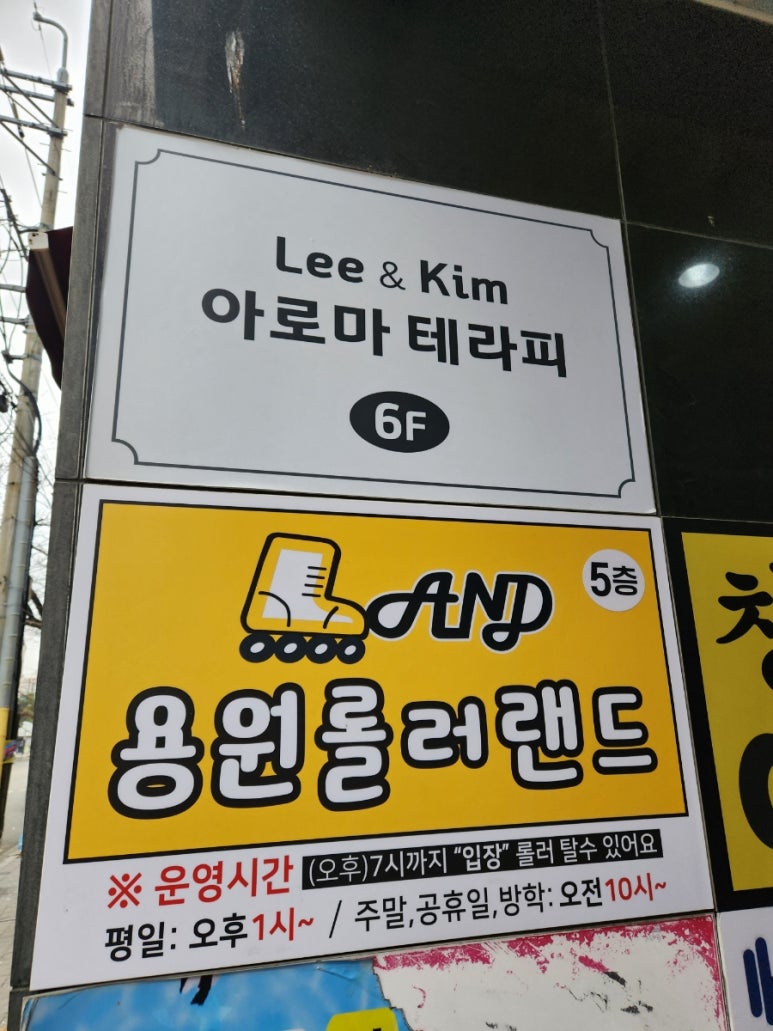 Lee & Kim
아로마 테라피
6F
LAND
5층
용원롤러랜드
※ 운영시간 (오후)7시까지 "입장" 롤러 탈수 있어요
평일: 오후1시~ / 주말,공휴일,방학: 오전10시~